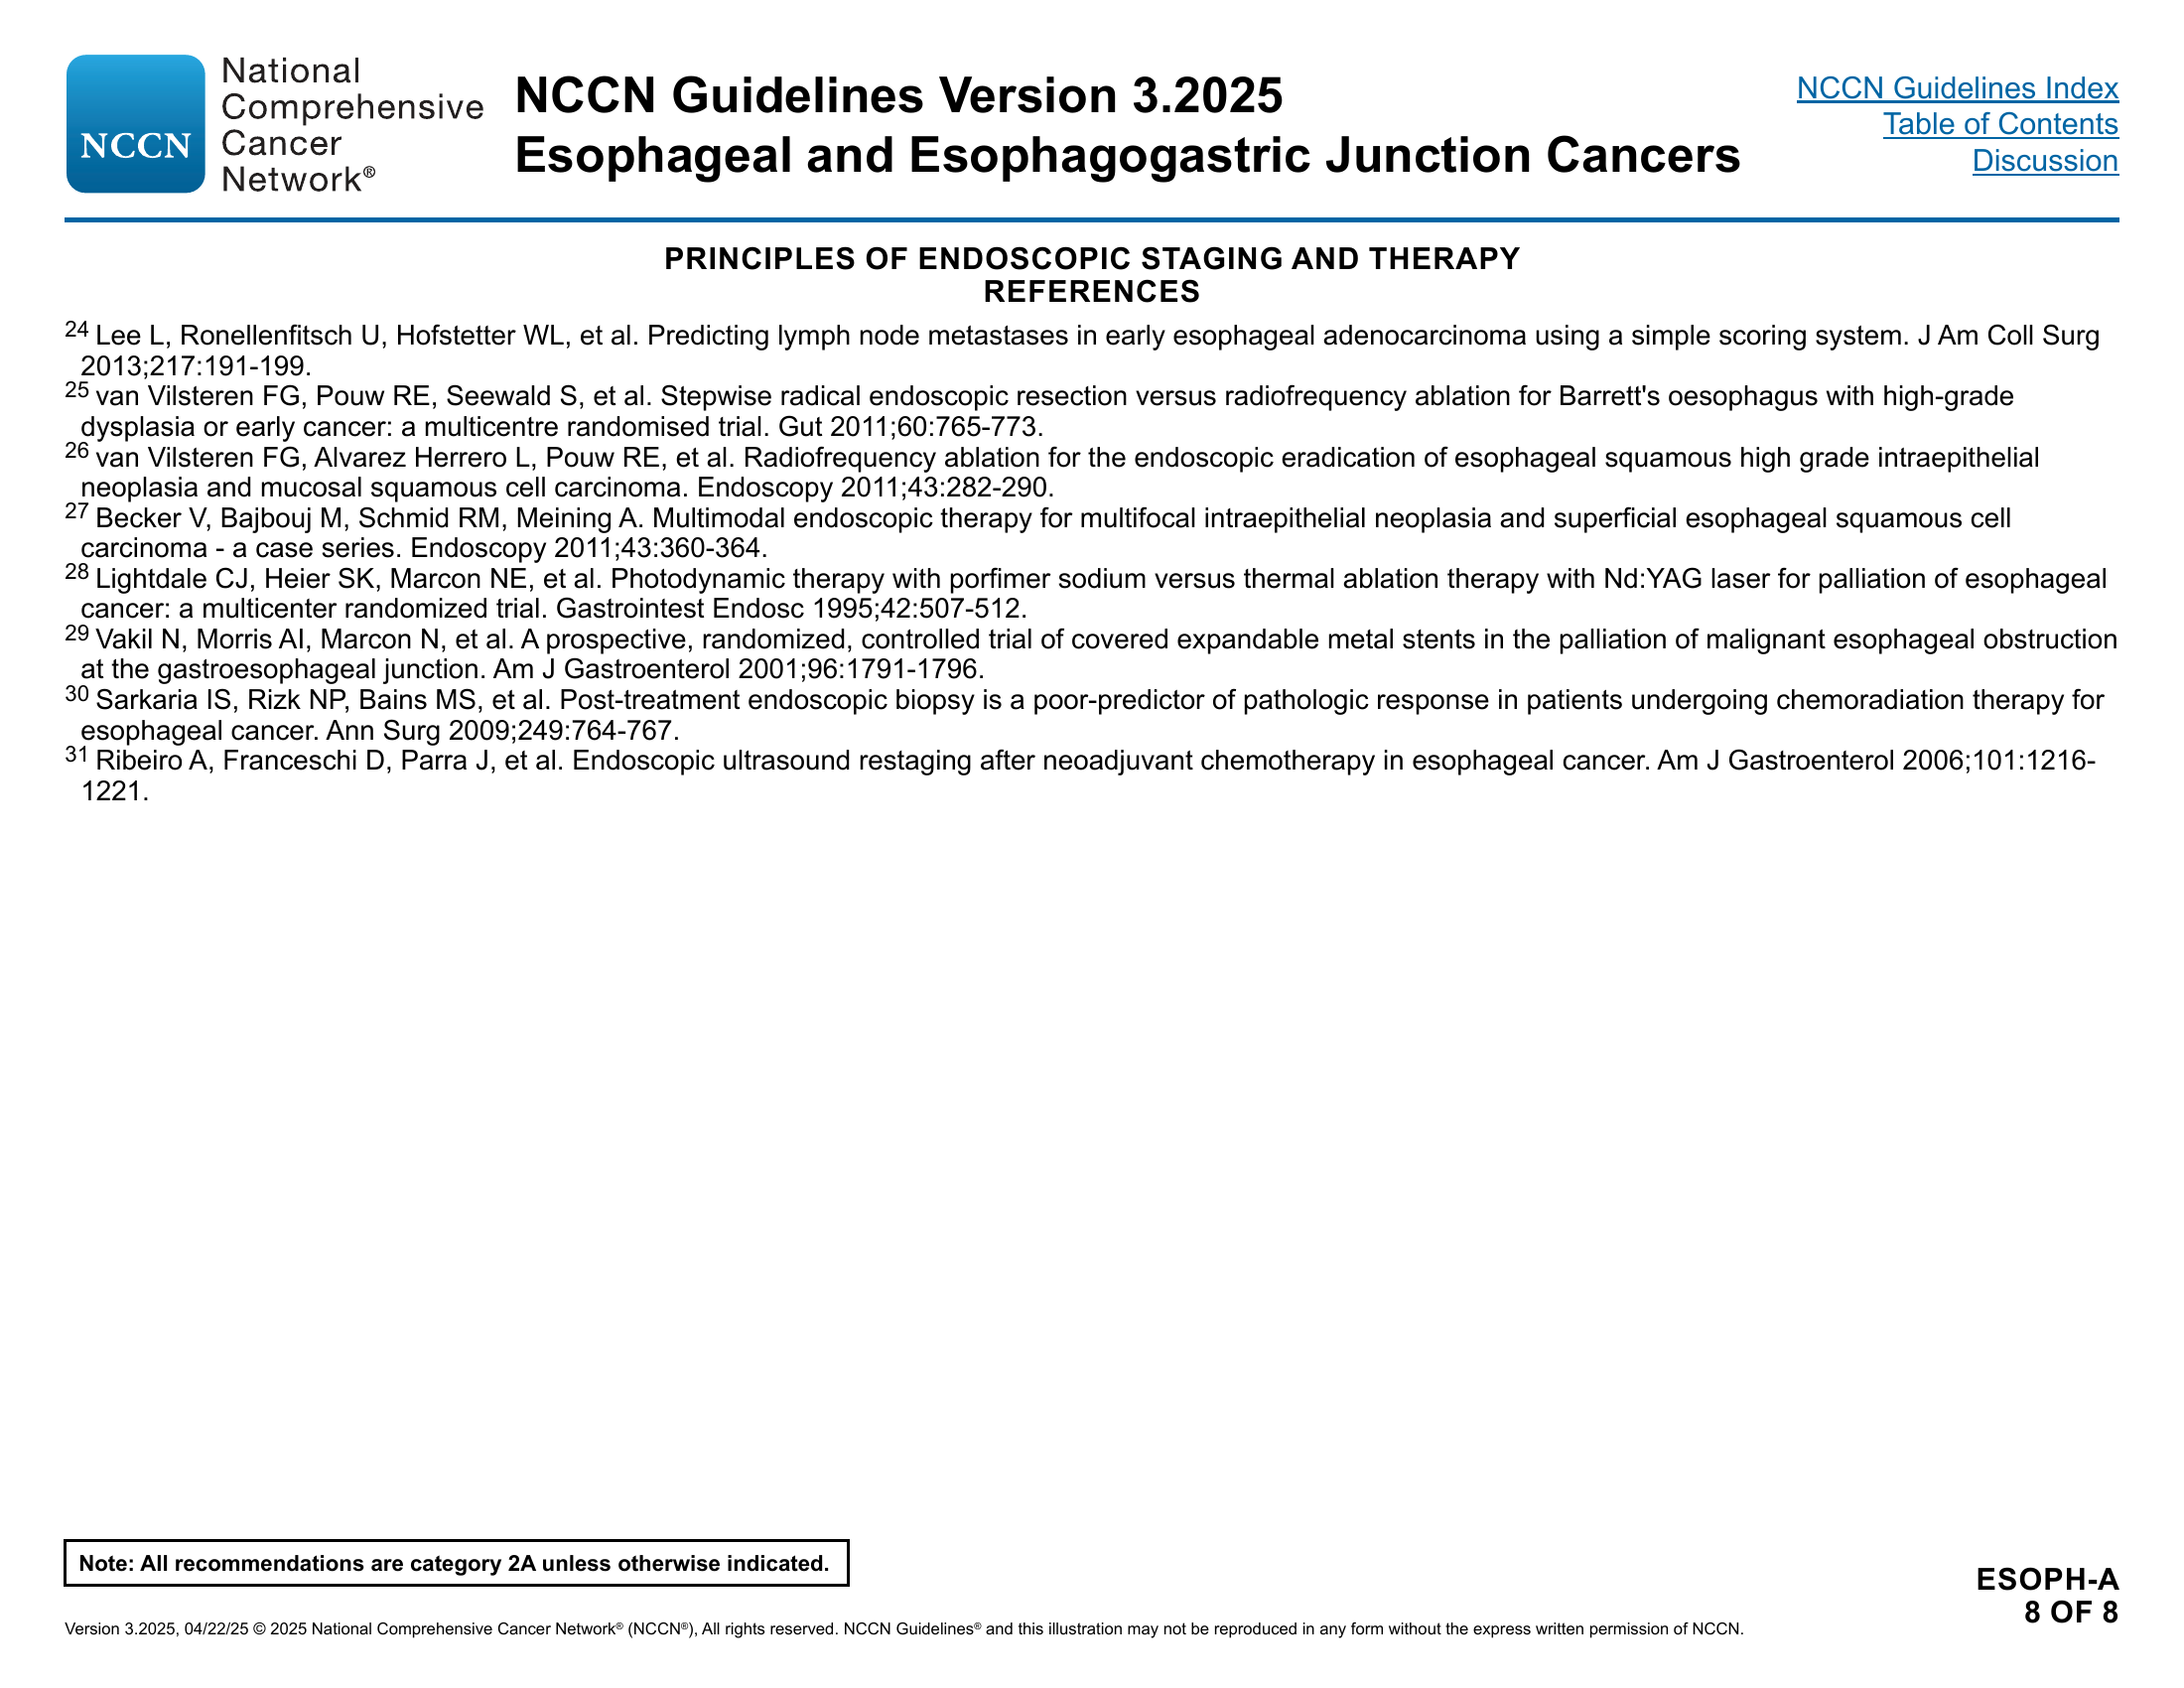 NCCN
National
Comprehensive
Cancer
Network®
NCCN Guidelines Version 3.2025
Esophageal and Esophagogastric Junction Cancers
NCCN Guidelines Index
Table of Contents
Discussion
PRINCIPLES OF ENDOSCOPIC STAGING AND THERAPY
REFERENCES
24 Lee L, Ronellenfitsch U, Hofstetter WL, et al. Predicting lymph node metastases in early esophageal adenocarcinoma using a simple scoring system. J Am Coll Surg
2013;217:191-199.
25 van Vilsteren FG, Pouw RE, Seewald S, et al. Stepwise radical endoscopic resection versus radiofrequency ablation for Barrett's oesophagus with high-grade
dysplasia or early cancer: a multicentre randomised trial. Gut 2011;60:765-773.
26 van Vilsteren FG, Alvarez Herrero L, Pouw RE, et al. Radiofrequency ablation for the endoscopic eradication of esophageal squamous high grade intraepithelial
neoplasia and mucosal squamous cell carcinoma. Endoscopy 2011;43:282-290.
27 Becker V, Bajbouj M, Schmid RM, Meining A. Multimodal endoscopic therapy for multifocal intraepithelial neoplasia and superficial esophageal squamous cell
carcinoma - a case series. Endoscopy 2011;43:360-364.
28 Lightdale CJ, Heier SK, Marcon NE, et al. Photodynamic therapy with porfimer sodium versus thermal ablation therapy with Nd:YAG laser for palliation of esophageal
cancer: a multicenter randomized trial. Gastrointest Endosc 1995;42:507-512.
29 Vakil N, Morris AI, Marcon N, et al. A prospective, randomized, controlled trial of covered expandable metal stents in the palliation of malignant esophageal obstruction
at the gastroesophageal junction. Am J Gastroenterol 2001;96:1791-1796.
30 Sarkaria IS, Rizk NP, Bains MS, et al. Post-treatment endoscopic biopsy is a poor-predictor of pathologic response in patients undergoing chemoradiation therapy for
esophageal cancer. Ann Surg 2009;249:764-767.
31 Ribeiro A, Franceschi D, Parra J, et al. Endoscopic ultrasound restaging after neoadjuvant chemotherapy in esophageal cancer. Am J Gastroenterol 2006;101:1216-
1221.
Note: All recommendations are category 2A unless otherwise indicated.
ESOPH-A
8 OF 8
Version 3.2025, 04/22/25 © 2025 National Comprehensive Cancer Network® (NCCN®), All rights reserved. NCCN Guidelines® and this illustration may not be reproduced in any form without the express written permission of NCCN.